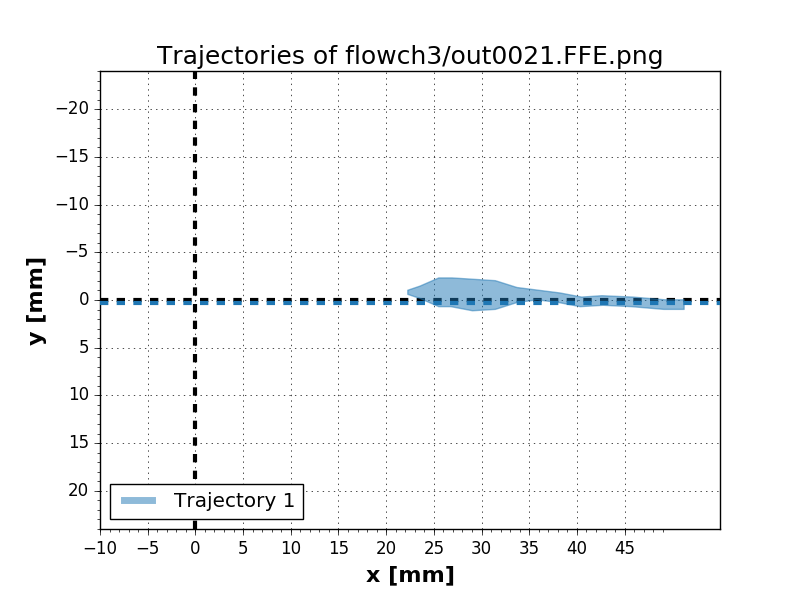 Trajectories of flowch3/out0021.FFE.png
y [mm]
−20
−15
−10
−5
0
5
10
15
20
Trajectory 1
−10 −5 0 5 10 15 20 25 30 35 40 45
x [mm]